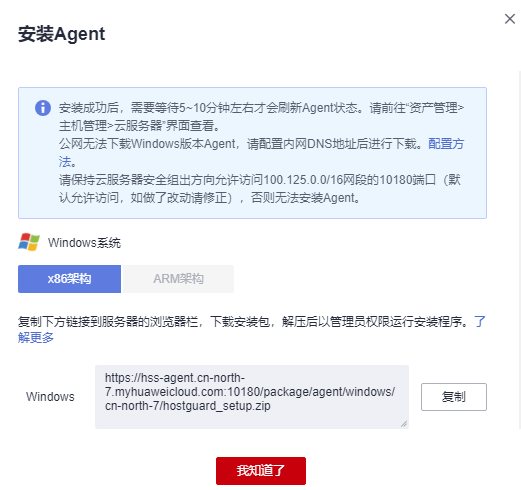 安装Agent
安装成功后，需要等待5~10分钟左右才会刷新Agent状态。请前往“资产管理>
主机管理>云服务器”界面查看。
公网无法下载Windows版本Agent，请配置内网DNS地址后进行下载。配置方
法。
请保持云服务器安全组出方向允许访问100.125.0.0/16网段的10180端口（默
认允许访问，如做了改动请修正），否则无法安装Agent。
Windows系统
x86架构
ARM架构
复制下方链接到服务器的浏览器栏，下载安装包，解压后以管理员权限运行安装程序。了
解更多
Windows
https://hss-agent.cn-north-
7.myhuaweicloud.com:10180/package/agent/windows/
cn-north-7/hostguard_setup.zip
复制
我知道了